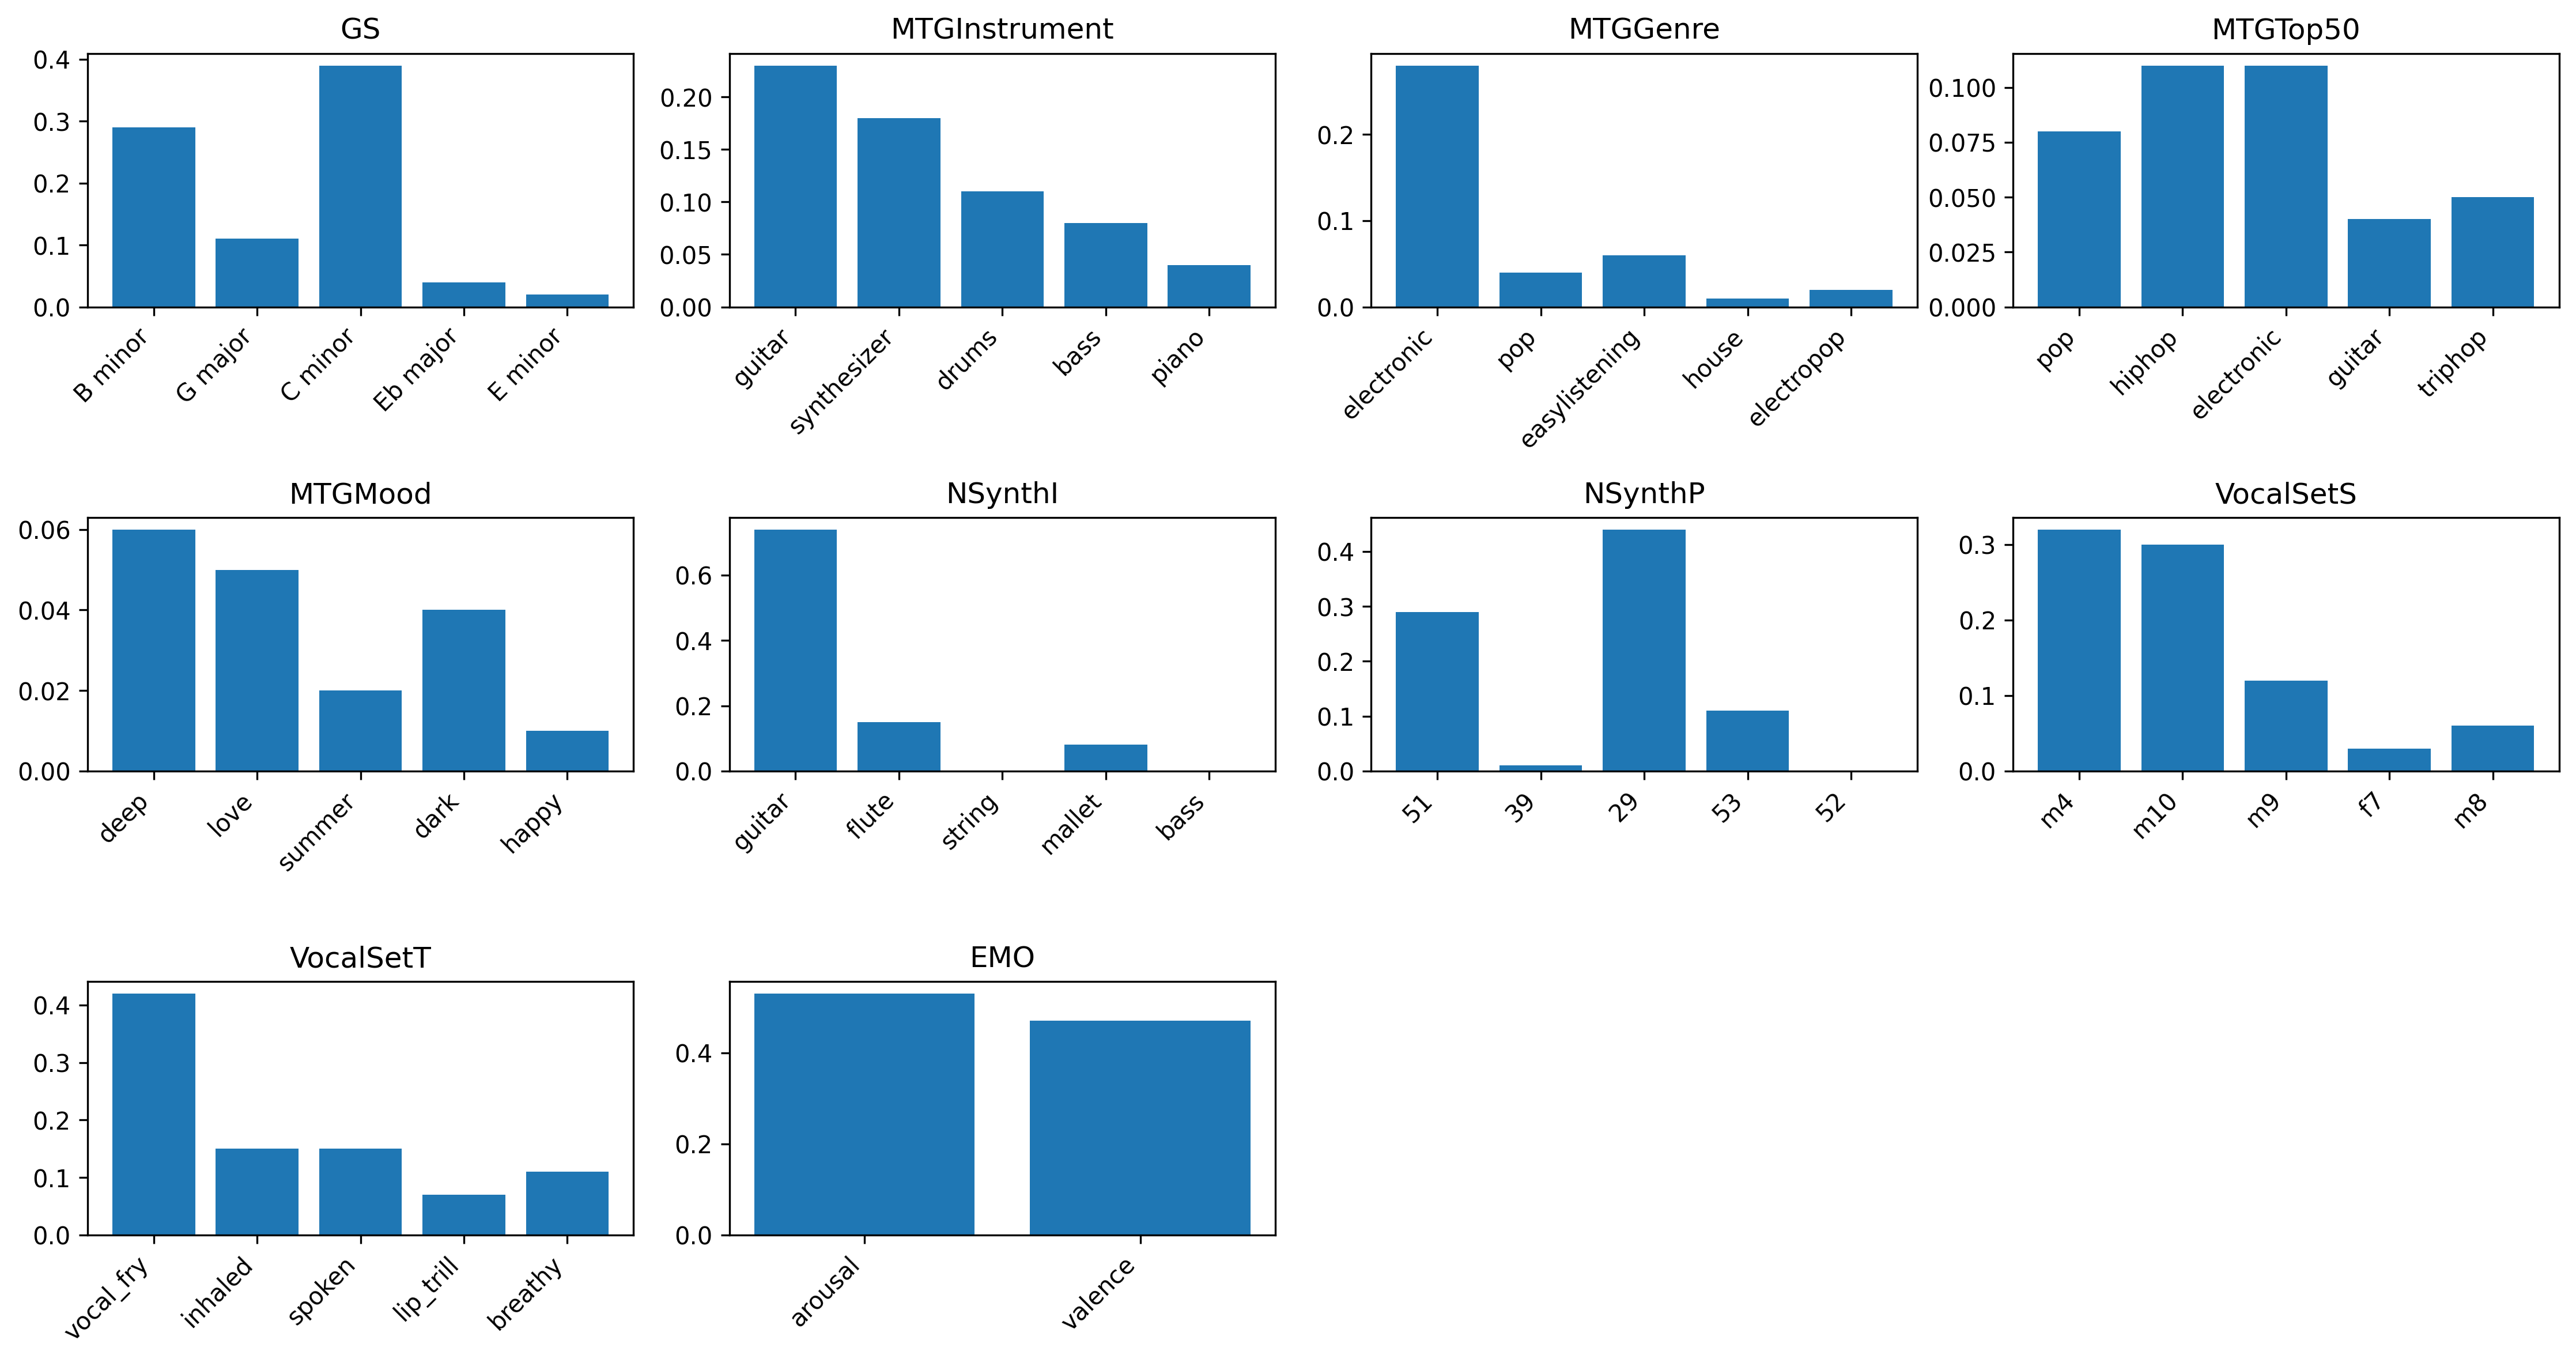 GS
0.4
0.3
0.2
0.1
0.0
B minor
G major
C minor
Eb major
E minor
MTGInstrument
0.20
0.15
0.10
0.05
0.00
guitar
synthesizer
drums
bass
piano
MTGGenre
0.2
0.1
0.0
electronic
pop
easylistening
house
electropop
MTGTop50
0.100
0.075
0.050
0.025
0.000
pop
hiphop
electronic
guitar
triphop
MTGMood
0.06
0.04
0.02
0.00
deep
love
summer
dark
happy
NSynthI
0.6
0.4
0.2
0.0
guitar
flute
string
mallet
bass
NSynthP
0.4
0.3
0.2
0.1
0.0
51
39
29
53
52
VocalSetS
0.3
0.2
0.1
0.0
m4
m10
m9
f7
m8
VocalSetT
0.4
0.3
0.2
0.1
0.0
vocal_fry
inhaled
spoken
lip_trill
breathy
EMO
0.4
0.2
0.0
arousal
valence